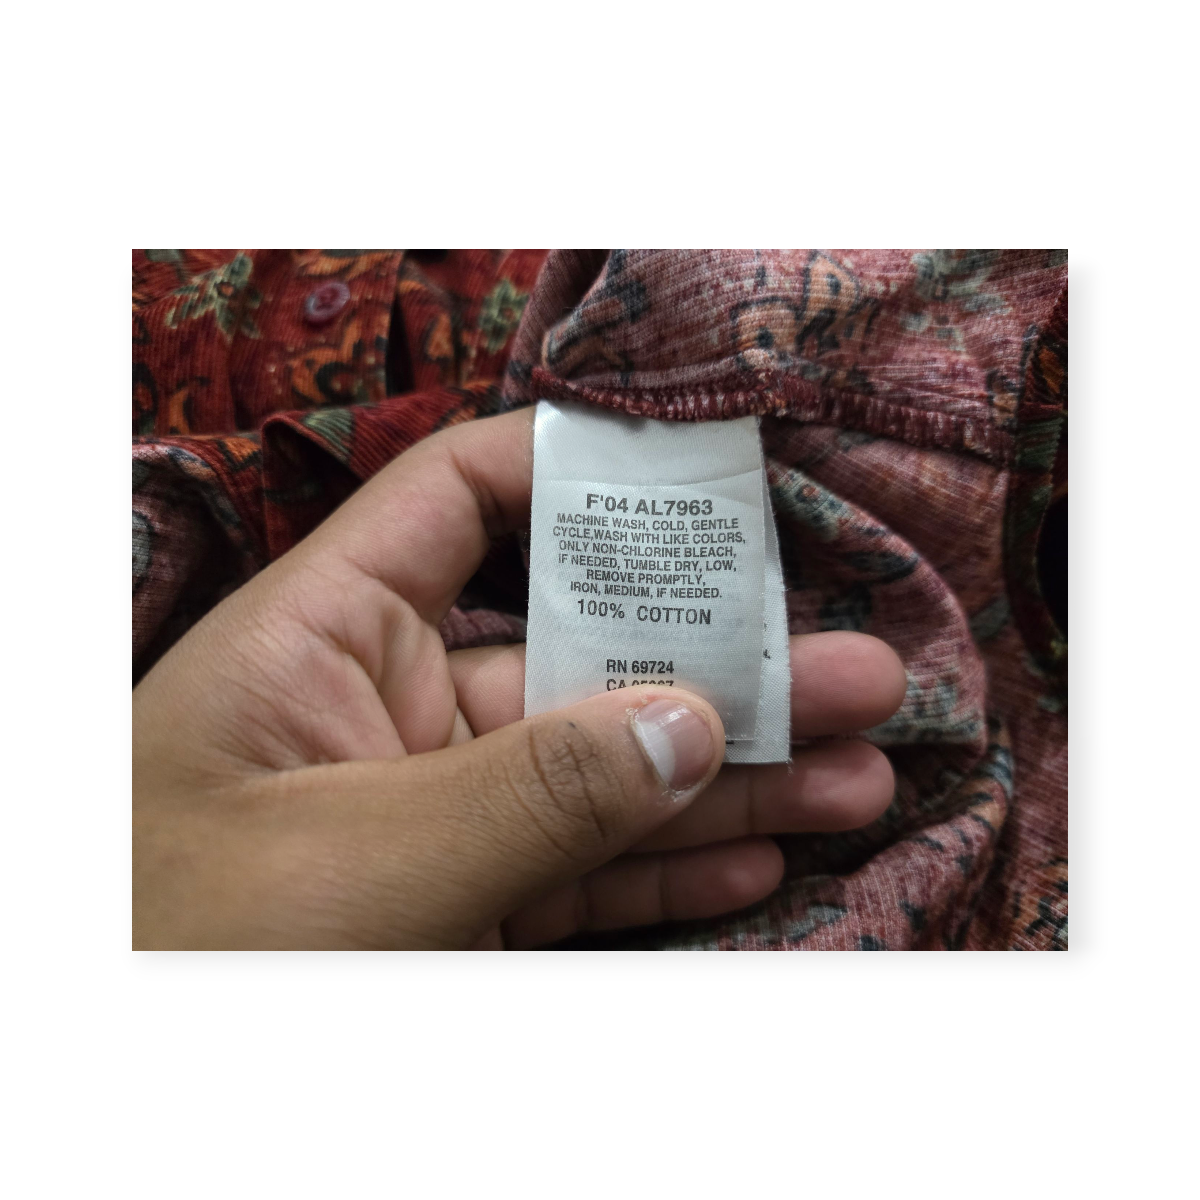 F'04 AL7963
MACHINE WASH, COLD, GENTLE
CYCLE,WASH WITH LIKE COLORS,
ONLY NON-CHLORINE BLEACH,
IF NEEDED, TUMBLE DRY, LOW,
REMOVE PROMPTLY,
IRON, MEDIUM, IF NEEDED.
100% COTTON
RN 69724
CA